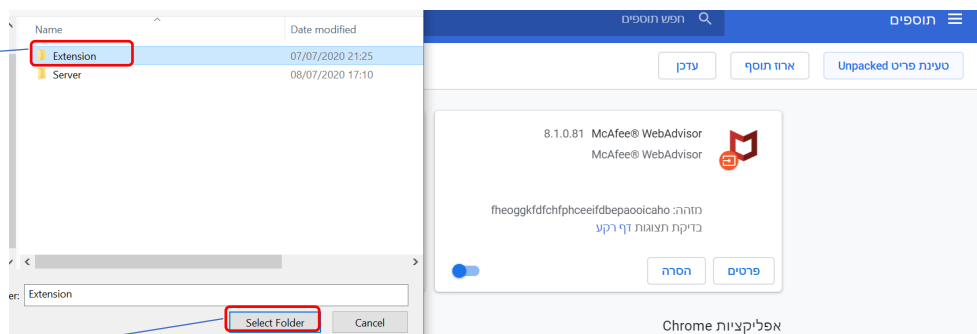 Name Date modified
Extension 07/07/2020 21:25
Server 08/07/2020 17:10
er: Extension
Select Folder Cancel
תוספים
חפש תוספים
טעינת פריט Unpacked
ארוז תוסף
עדכן
8.1.0.81 McAfee® WebAdvisor
McAfee® WebAdvisor
מזהה: fheoggkfdfchfphceeifdbepaooicaho
בדיקת תצוגות דף רקע
פרטים
הסרה
אפליקציות Chrome